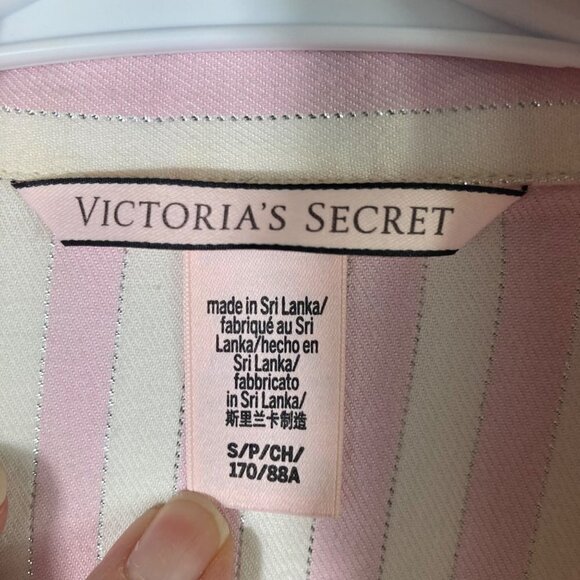 VICTORIA'S SECRET
made in Sri Lanka/
fabriqué au Sri
Lanka/hecho en
Sri Lanka/
fabbricato
in Sri Lanka/
斯里兰卡制造
S/P/CH/
170/88A